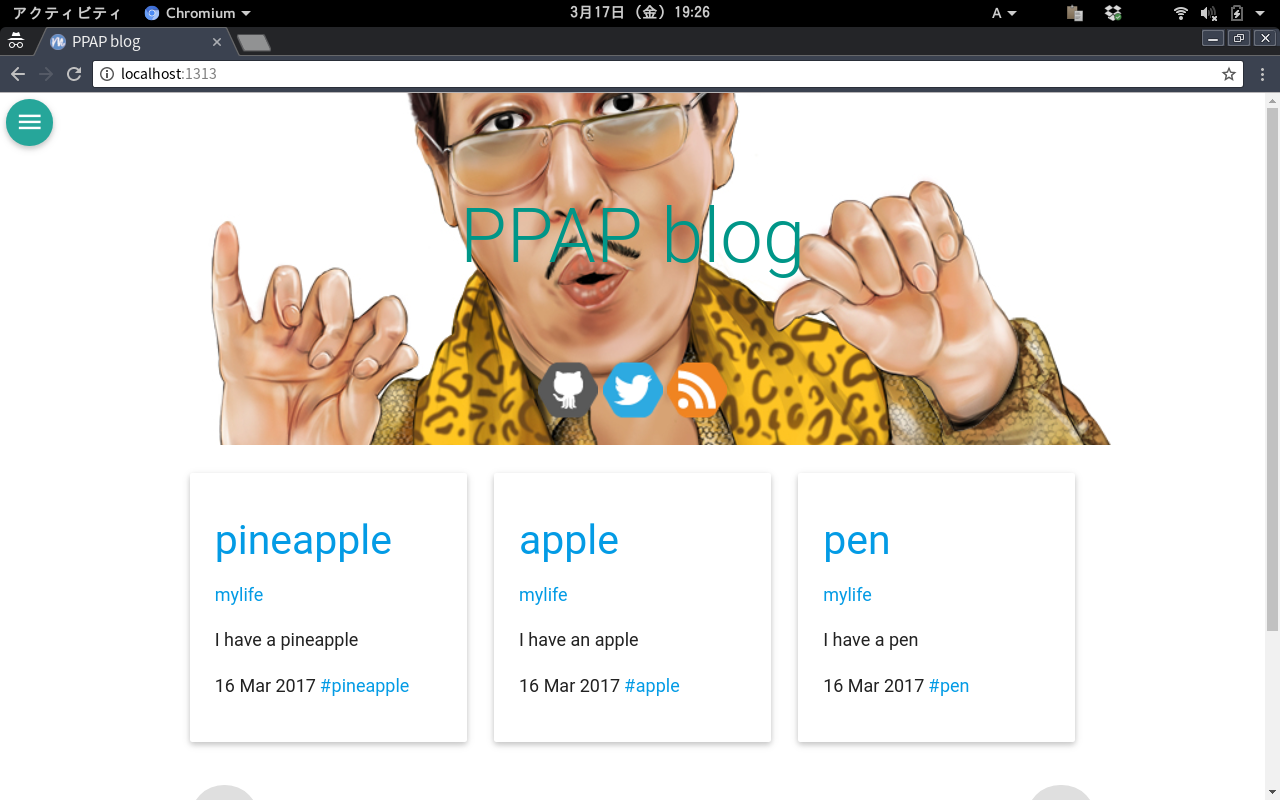 アクティビティ Chromium 3月17日 (金) 19:26 A
PPAP blog
localhost:1313
PPAP blog
pineapple
mylife
I have a pineapple
16 Mar 2017 #pineapple
apple
mylife
I have an apple
16 Mar 2017 #apple
pen
mylife
I have a pen
16 Mar 2017 #pen